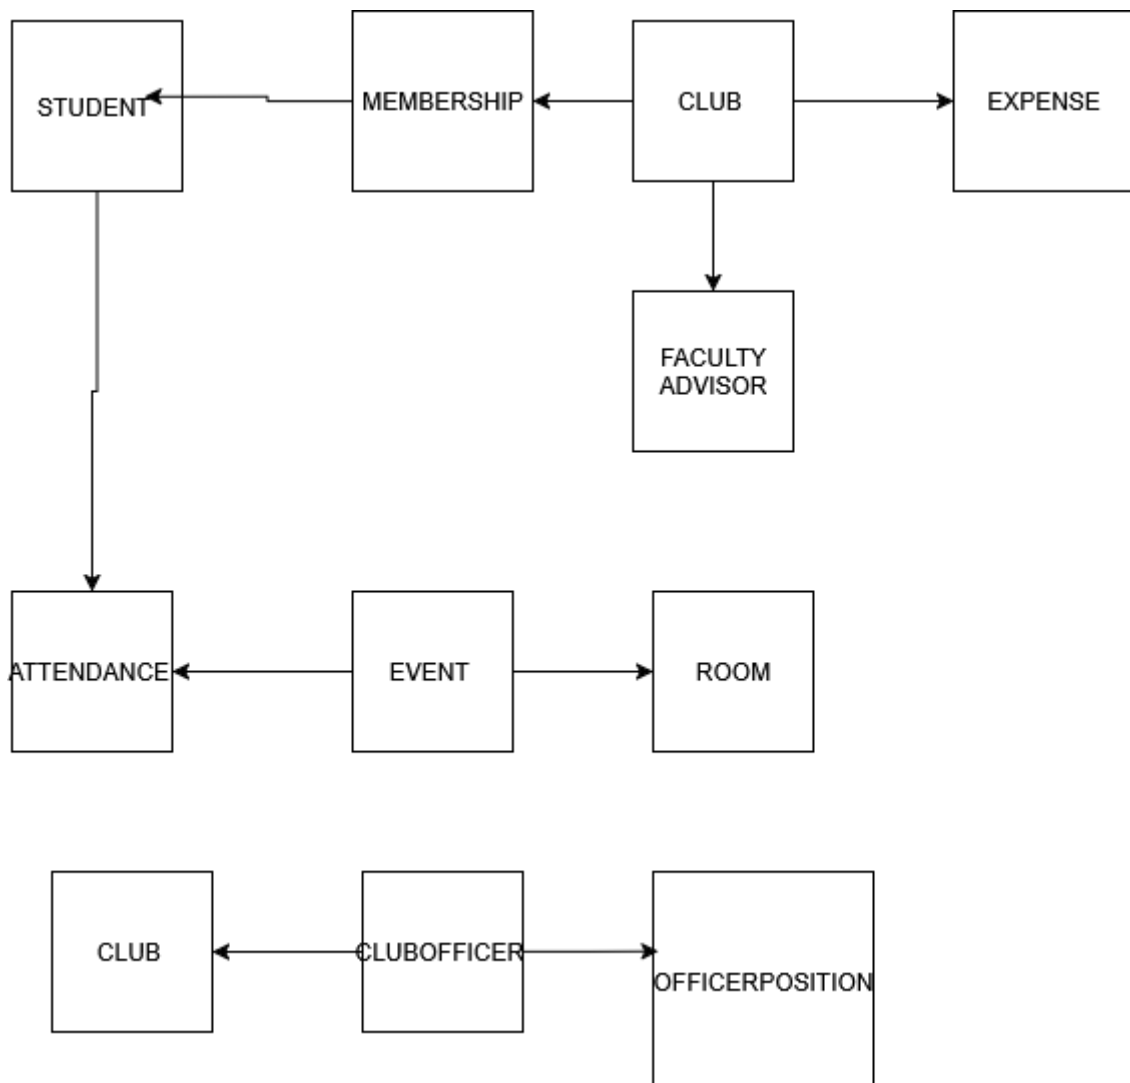 STUDENT
MEMBERSHIP
CLUB
EXPENSE
FACULTY
ADVISOR
ATTENDANCE
EVENT
ROOM
CLUB
CLUBOFFICER
OFFICERPOSITION